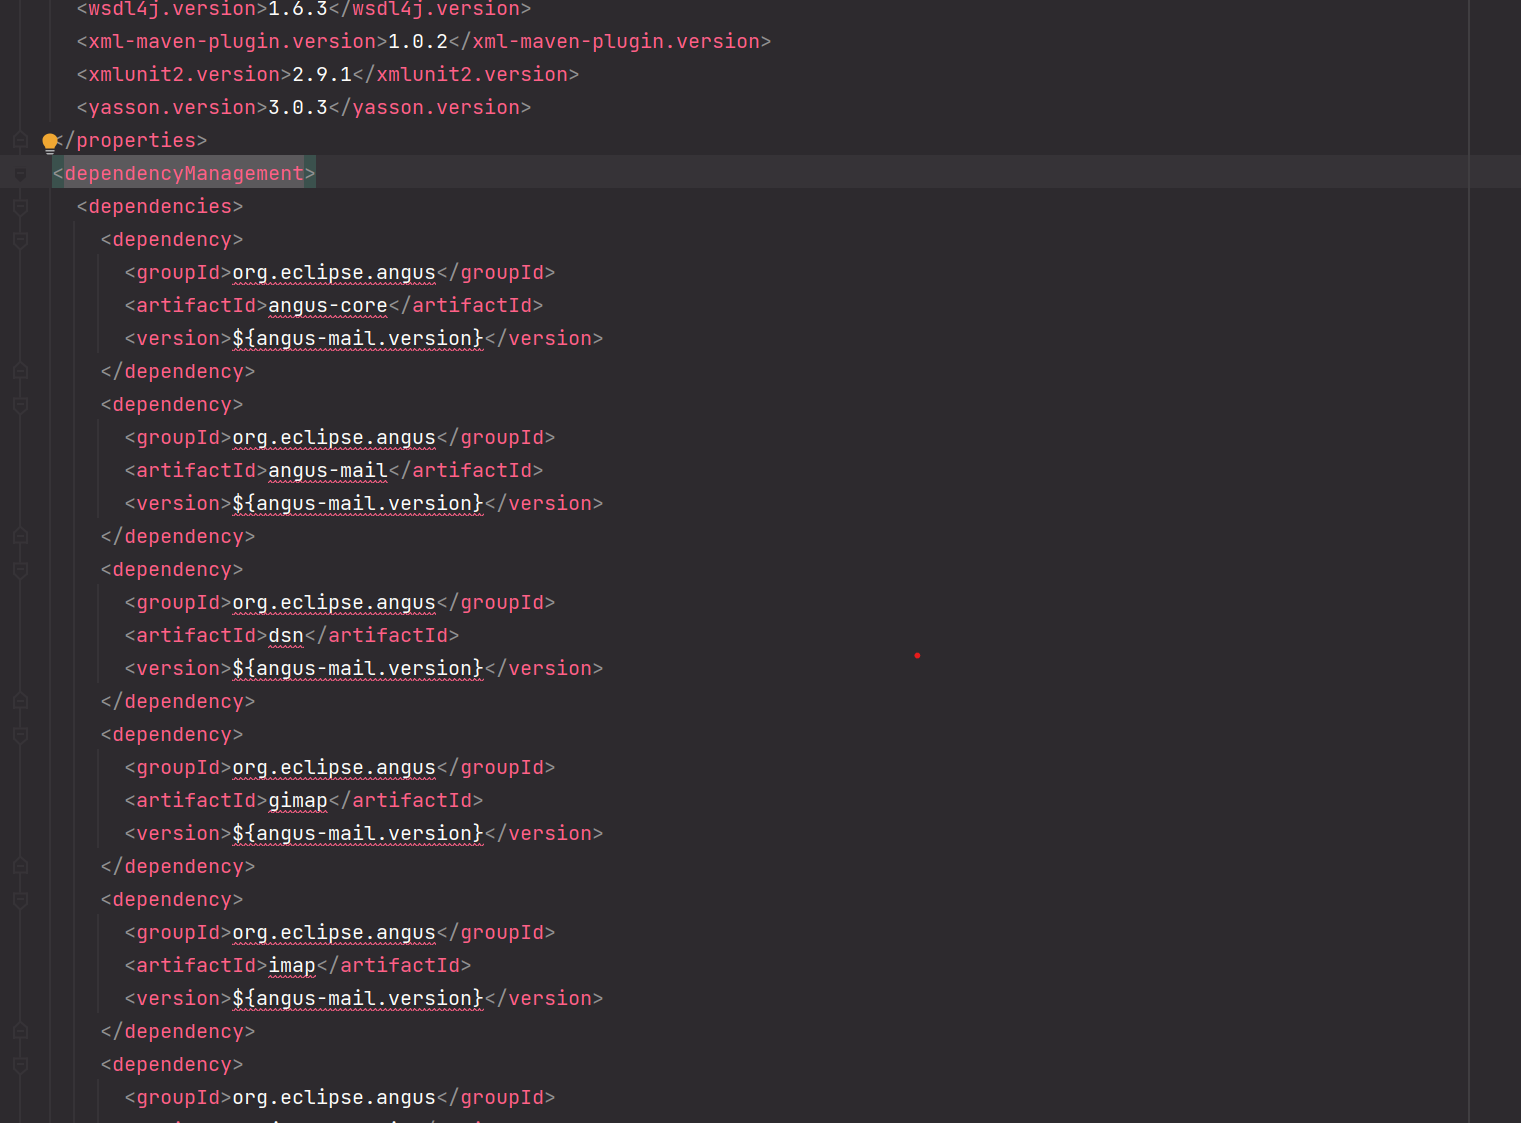 <wsdl4j.version>1.6.3</wsdl4j.version>
<xml-maven-plugin.version>1.0.2</xml-maven-plugin.version>
<xmlunit2.version>2.9.1</xmlunit2.version>
<yasson.version>3.0.3</yasson.version>
</properties>
<dependencyManagement>
<dependencies>
<dependency>
<groupId>org.eclipse.angus</groupId>
<artifactId>angus-core</artifactId>
<version>${angus-mail.version}</version>
</dependency>
<dependency>
<groupId>org.eclipse.angus</groupId>
<artifactId>angus-mail</artifactId>
<version>${angus-mail.version}</version>
</dependency>
<dependency>
<groupId>org.eclipse.angus</groupId>
<artifactId>dsn</artifactId>
<version>${angus-mail.version}</version>
</dependency>
<dependency>
<groupId>org.eclipse.angus</groupId>
<artifactId>gimap</artifactId>
<version>${angus-mail.version}</version>
</dependency>
<dependency>
<groupId>org.eclipse.angus</groupId>
<artifactId>imap</artifactId>
<version>${angus-mail.version}</version>
</dependency>
<dependency>
<groupId>org.eclipse.angus</groupId>